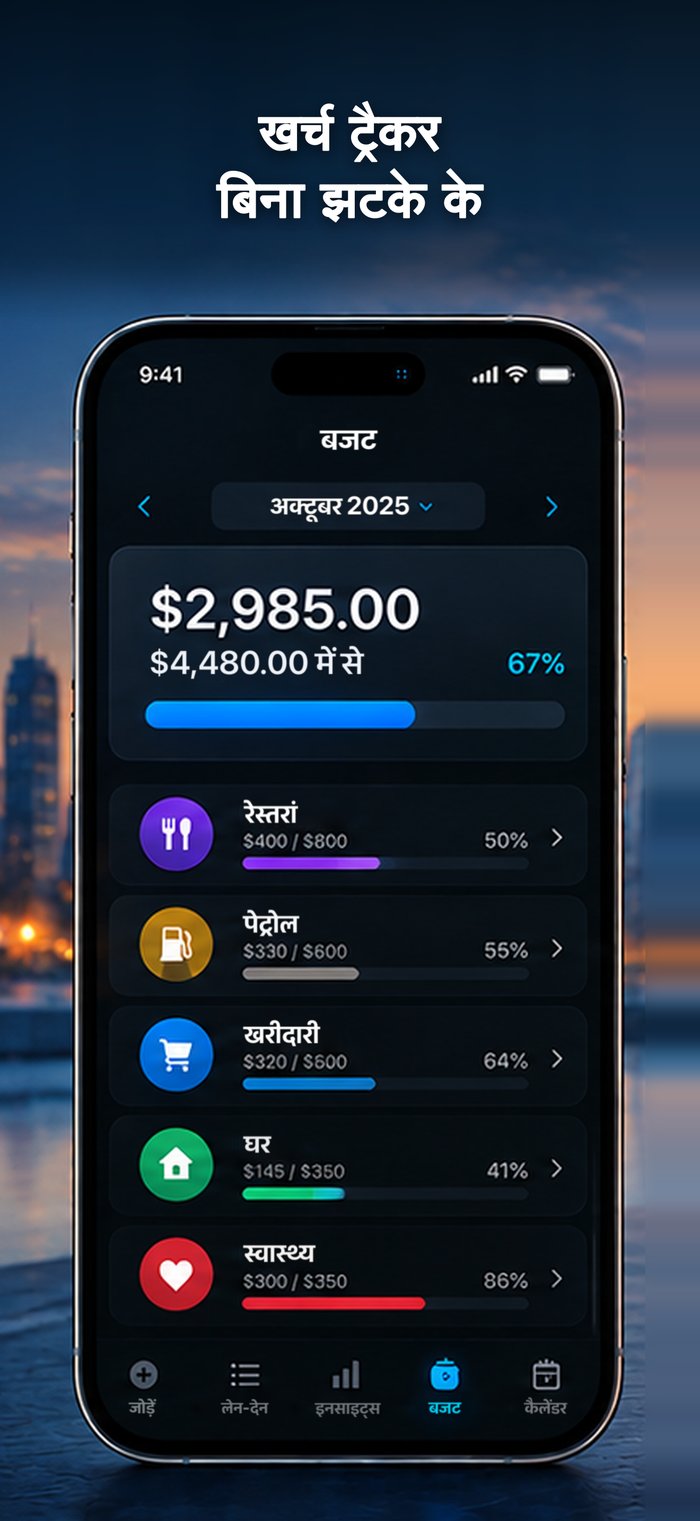 खर्च ट्रैकर
बिना झटके के
9:41
बजट
अक्टूबर 2025
$2,985.00
$4,480.00 में से
67%
रेस्तरां
$400 / $800
50%
पेट्रोल
$330 / $600
55%
खरीदारी
$320 / $600
64%
घर
$145 / $350
41%
स्वास्थ्य
$300 / $350
86%
जोड़ें
लेन-देन
इनसाइट्स
बजट
कैलेंडर